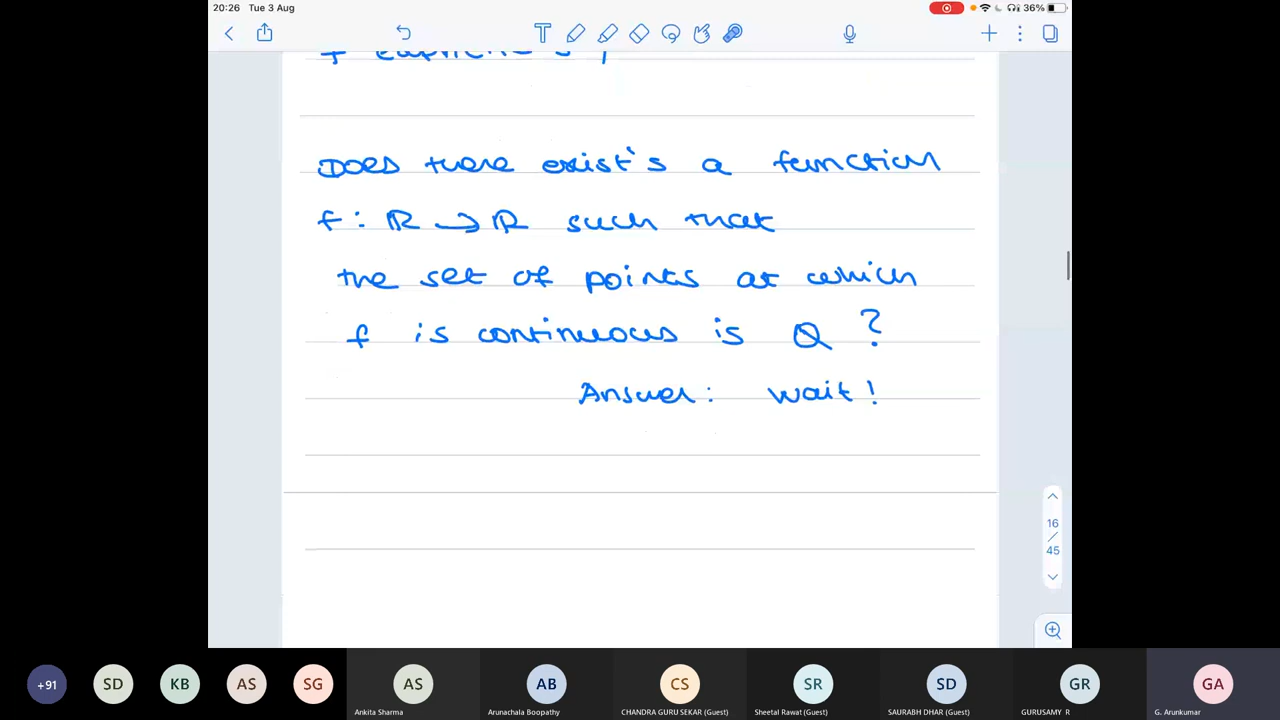 20:26 Tue 3 Aug
36%
Does there exist's a function
f : ℝ → ℝ such that
the set of points at which
f is continuous is Q ?
Answer: wait!
16
/
45
+91
SD
KB
AS
SG
AS
AB
CS
SR
SD
GR
GA
Ankita Sharma
Arunachala Boopathy
CHANDRA GURU SEKAR (Guest)
Sheetal Rawat (Guest)
SAURABH DHAR (Guest)
GURUSAMY R
G. Arunkumar